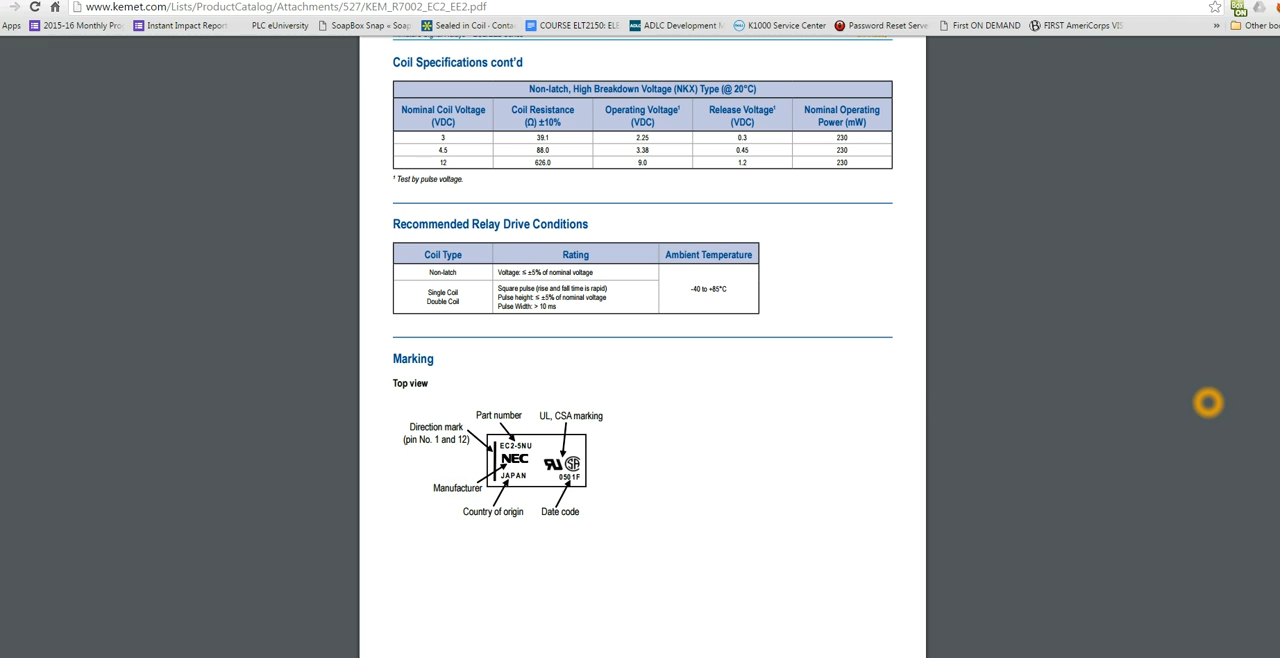 www.kemet.com/Lists/ProductCatalog/Attachments/527/KEM_R7002_EC2_EE2.pdf
Apps 2015-16 Monthly Pro Instant Impact Repor PLC eUniversity SoapBox Snap « Soap Sealed in Coil - Conta COURSE ELT2150: ELE ADLC Development M K1000 Service Center Password Reset Serve First ON DEMAND FIRST AmeriCorps VIS » Other boo
Coil Specifications cont’d
Non-latch, High Breakdown Voltage (NKX) Type (@ 20°C)
Nominal Coil Voltage (VDC) Coil Resistance (Ω) ±10% Operating Voltage¹ (VDC) Release Voltage¹ (VDC) Nominal Operating Power (mW)
3 39.1 2.25 0.3 230
4.5 88.0 3.38 0.45 230
12 626.0 9.0 1.2 230
¹ Test by pulse voltage.
Recommended Relay Drive Conditions
Coil Type Rating Ambient Temperature
Non-latch Voltage: ≤ ±5% of nominal voltage
-40 to +85°C
Single Coil
Double Coil
Square pulse (rise and fall time is rapid)
Pulse height: ≤ ±5% of nominal voltage
Pulse Width: > 10 ms
Marking
Top view
Part number UL, CSA marking
Direction mark
(pin No. 1 and 12)
EC2-5NU
NEC
JAPAN 0501F
Manufacturer
Country of origin Date code